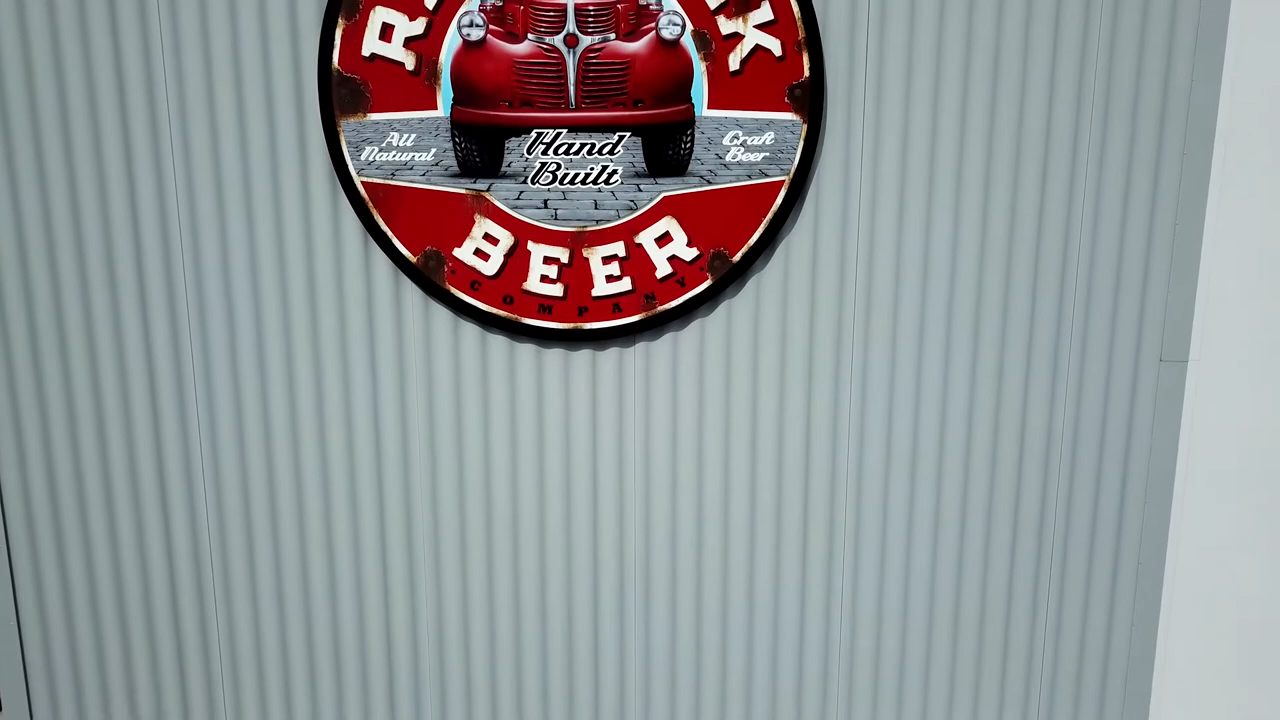 All
Natural
Hand
Built
Craft
Beer
BEER
COMPANY